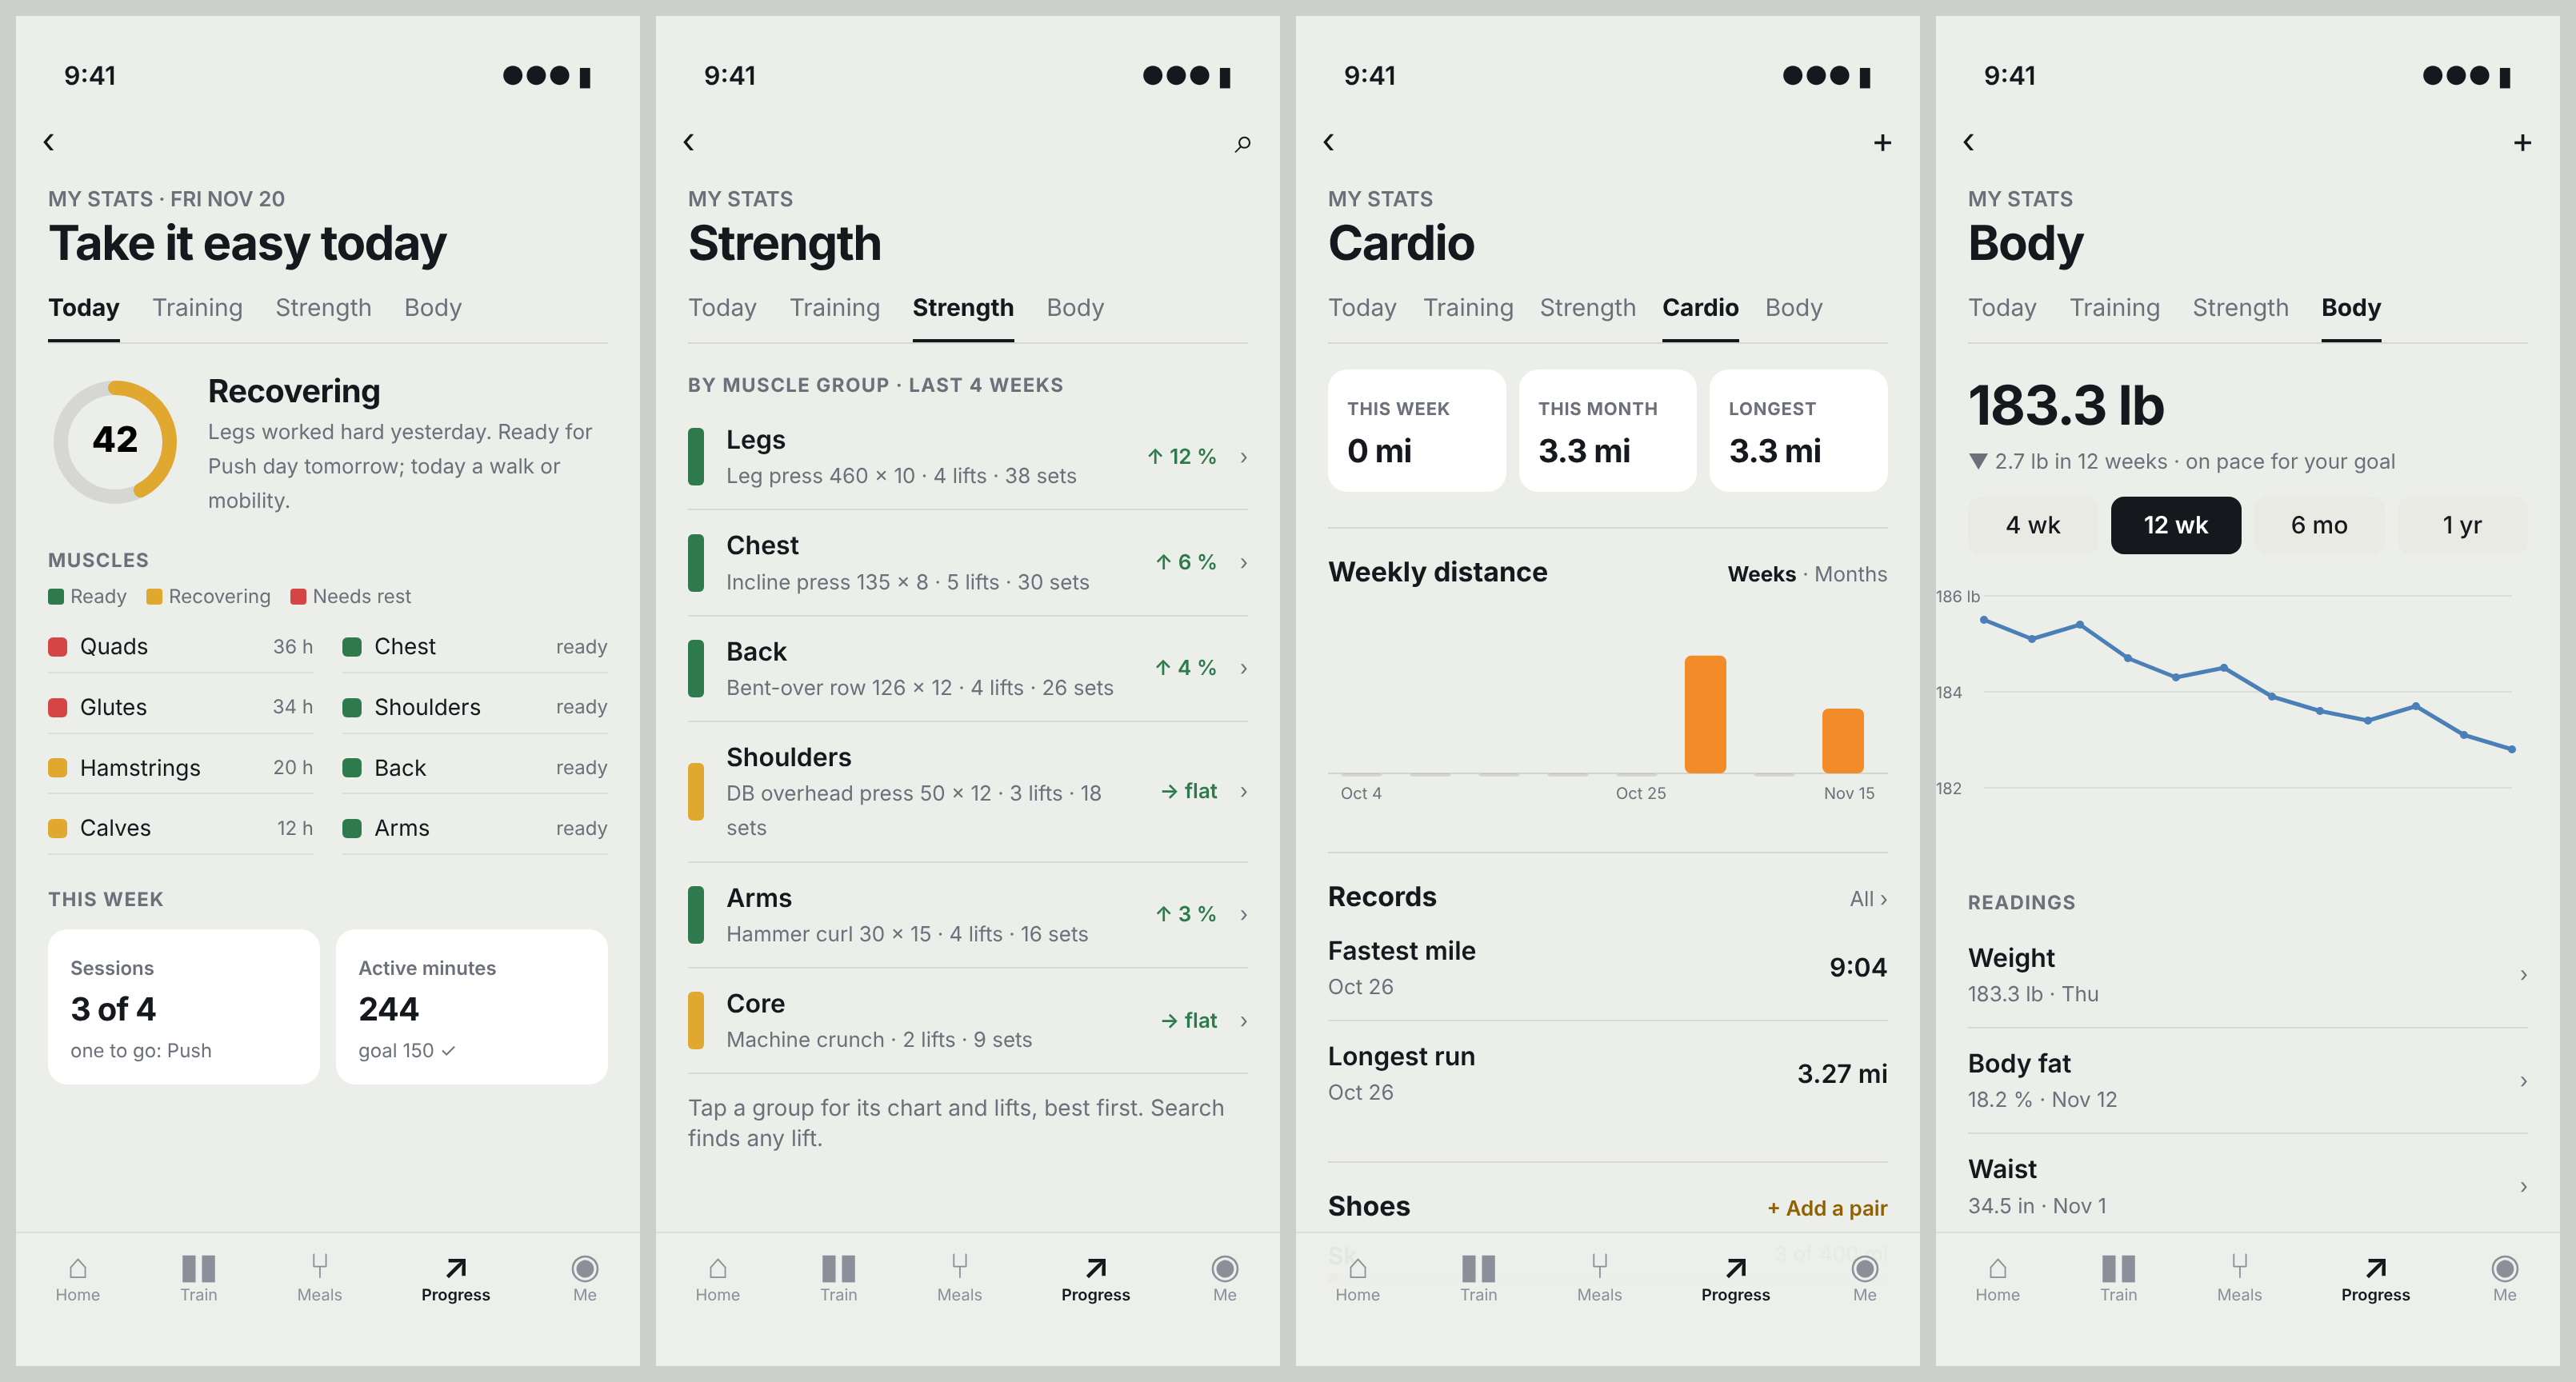 9:41
MY STATS · FRI NOV 20
Take it easy today
Today Training Strength Body
42
Recovering
Legs worked hard yesterday. Ready for
Push day tomorrow; today a walk or
mobility.
MUSCLES
Ready Recovering Needs rest
Quads 36 h Chest ready
Glutes 34 h Shoulders ready
Hamstrings 20 h Back ready
Calves 12 h Arms ready
THIS WEEK
Sessions
3 of 4
one to go: Push
Active minutes
244
goal 150 ✓
Home Train Meals Progress Me
9:41
MY STATS
Strength
Today Training Strength Body
BY MUSCLE GROUP · LAST 4 WEEKS
Legs
Leg press 460 × 10 · 4 lifts · 38 sets
↑ 12 % ›
Chest
Incline press 135 × 8 · 5 lifts · 30 sets
↑ 6 % ›
Back
Bent-over row 126 × 12 · 4 lifts · 26 sets
↑ 4 % ›
Shoulders
DB overhead press 50 × 12 · 3 lifts · 18
sets
→ flat ›
Arms
Hammer curl 30 × 15 · 4 lifts · 16 sets
↑ 3 % ›
Core
Machine crunch · 2 lifts · 9 sets
→ flat ›
Tap a group for its chart and lifts, best first. Search
finds any lift.
Home Train Meals Progress Me
9:41
+
MY STATS
Cardio
Today Training Strength Cardio Body
THIS WEEK
0 mi
THIS MONTH
3.3 mi
LONGEST
3.3 mi
Weekly distance Weeks · Months
Oct 4 Oct 25 Nov 15
Records All ›
Fastest mile
Oct 26
9:04
Longest run
Oct 26
3.27 mi
Shoes + Add a pair
3 of 400 mi
Home Train Meals Progress Me
9:41
+
MY STATS
Body
Today Training Strength Body
183.3 lb
▼ 2.7 lb in 12 weeks · on pace for your goal
4 wk 12 wk 6 mo 1 yr
186 lb
184
182
READINGS
Weight
183.3 lb · Thu
Body fat
18.2 % · Nov 12
Waist
34.5 in · Nov 1
Home Train Meals Progress Me